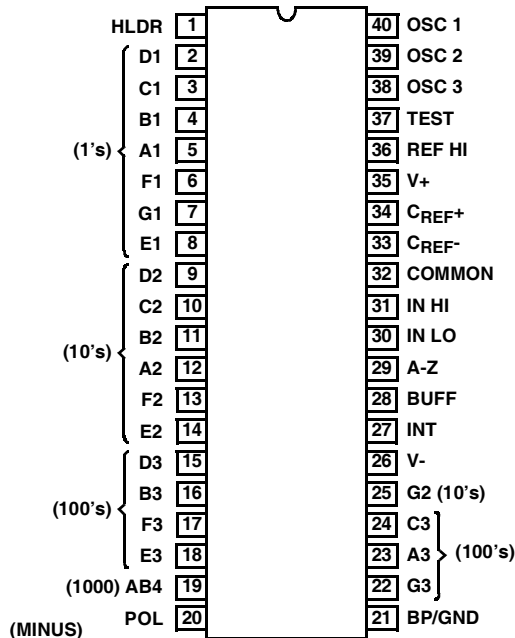 HLDR 1 40 OSC 1
D1 2 39 OSC 2
C1 3 38 OSC 3
B1 4 37 TEST
(1's) A1 5 36 REF HI
F1 6 35 V+
G1 7 34 CREF+
E1 8 33 CREF-
D2 9 32 COMMON
C2 10 31 IN HI
B2 11 30 IN LO
(10's) A2 12 29 A-Z
F2 13 28 BUFF
E2 14 27 INT
D3 15 26 V-
B3 16 25 G2 (10's)
(100's) F3 17 24 C3
E3 18 23 A3 (100's)
(1000) AB4 19 22 G3
(MINUS) POL 20 21 BP/GND